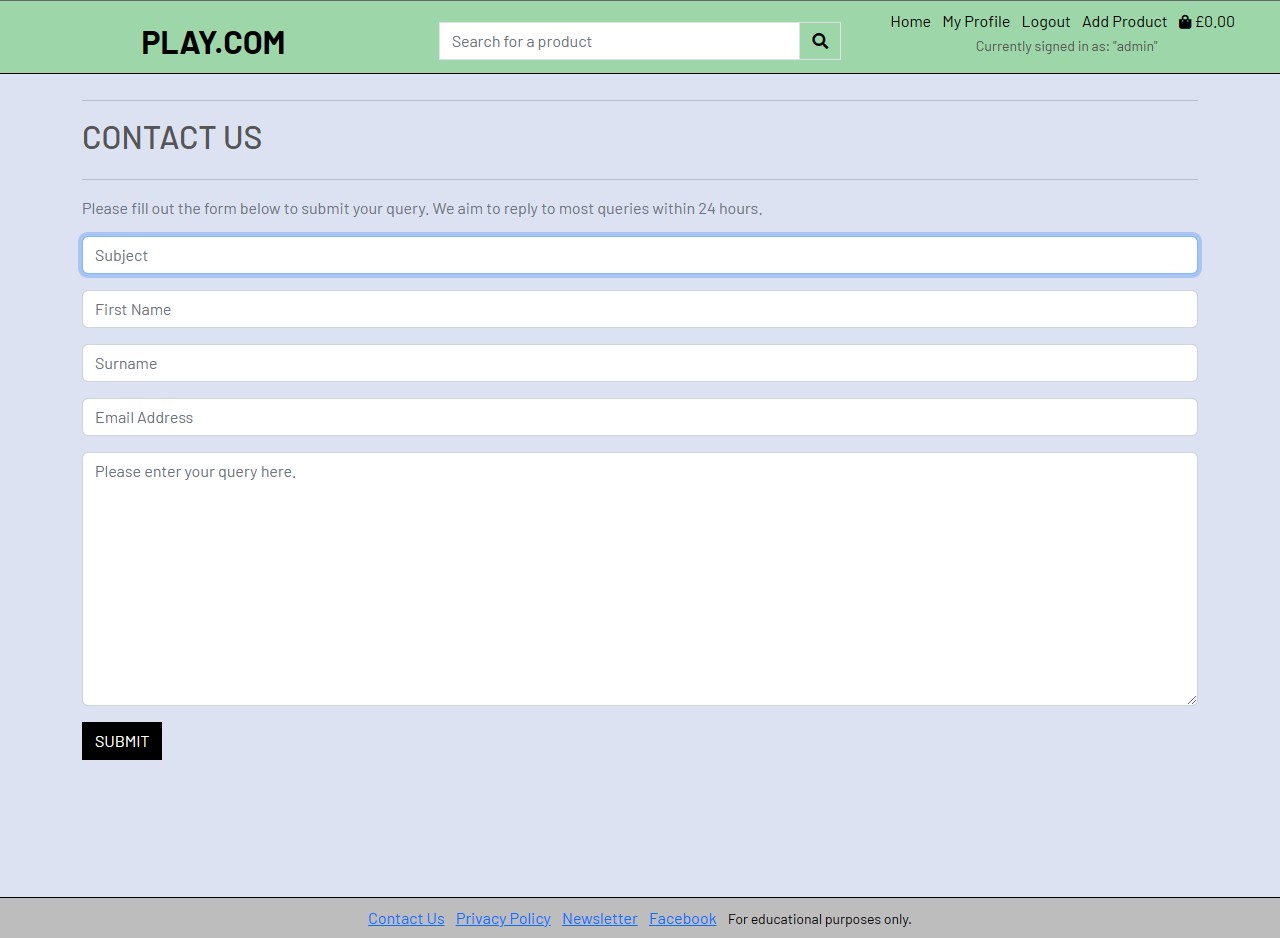 PLAY.COM
Search for a product
Home My Profile Logout Add Product £0.00
Currently signed in as: "admin"
CONTACT US
Please fill out the form below to submit your query. We aim to reply to most queries within 24 hours.
Subject
First Name
Surname
Email Address
Please enter your query here.
SUBMIT
Contact Us Privacy Policy Newsletter Facebook For educational purposes only.